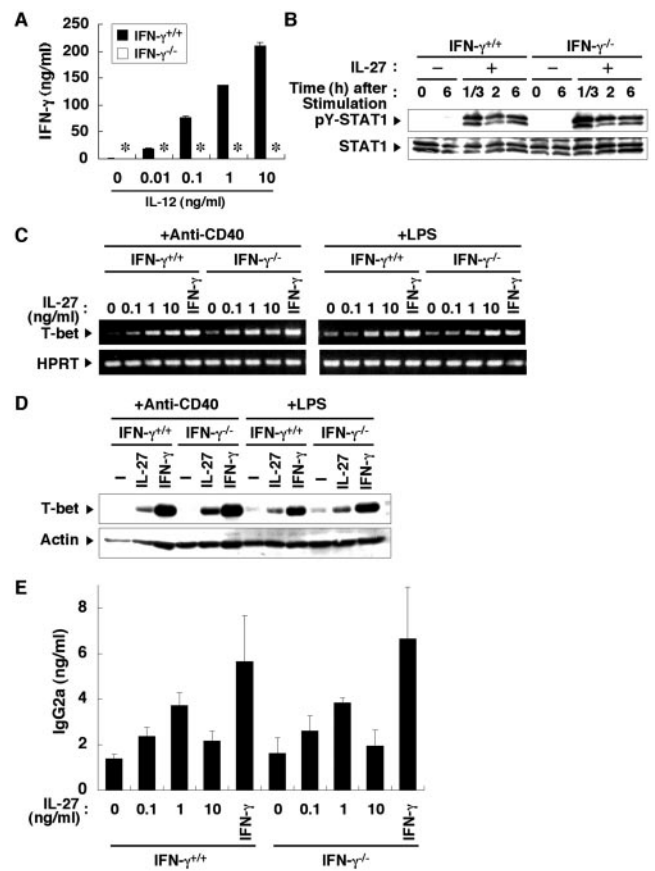 A
IFN-γ+/+
IFN-γ-/-
IFN-γ (ng/ml)
250
200
150
100
50
0
* * * * *
0 0.01 0.1 1 10
IL-12 (ng/ml)
B
IFN-γ+/+ IFN-γ-/-
IL-27 : − + − +
Time (h) after Stimulation : 0 6 1/3 2 6 0 6 1/3 2 6
pY-STAT1
STAT1
C
+Anti-CD40 +LPS
IFN-γ+/+ IFN-γ-/- IFN-γ+/+ IFN-γ-/-
IL-27 (ng/ml) : 0 0.1 1 10 IFN-γ 0 0.1 1 10 IFN-γ 0 0.1 1 10 IFN-γ 0 0.1 1 10 IFN-γ
T-bet
HPRT
D
+Anti-CD40 +LPS
IFN-γ+/+ IFN-γ-/- IFN-γ+/+ IFN-γ-/-
− IL-27 IFN-γ − IL-27 IFN-γ − IL-27 IFN-γ − IL-27 IFN-γ
T-bet
Actin
E
IgG2a (ng/ml)
8
6
4
2
0
IL-27 (ng/ml) : 0 0.1 1 10 IFN-γ 0 0.1 1 10 IFN-γ
IFN-γ+/+ IFN-γ-/-